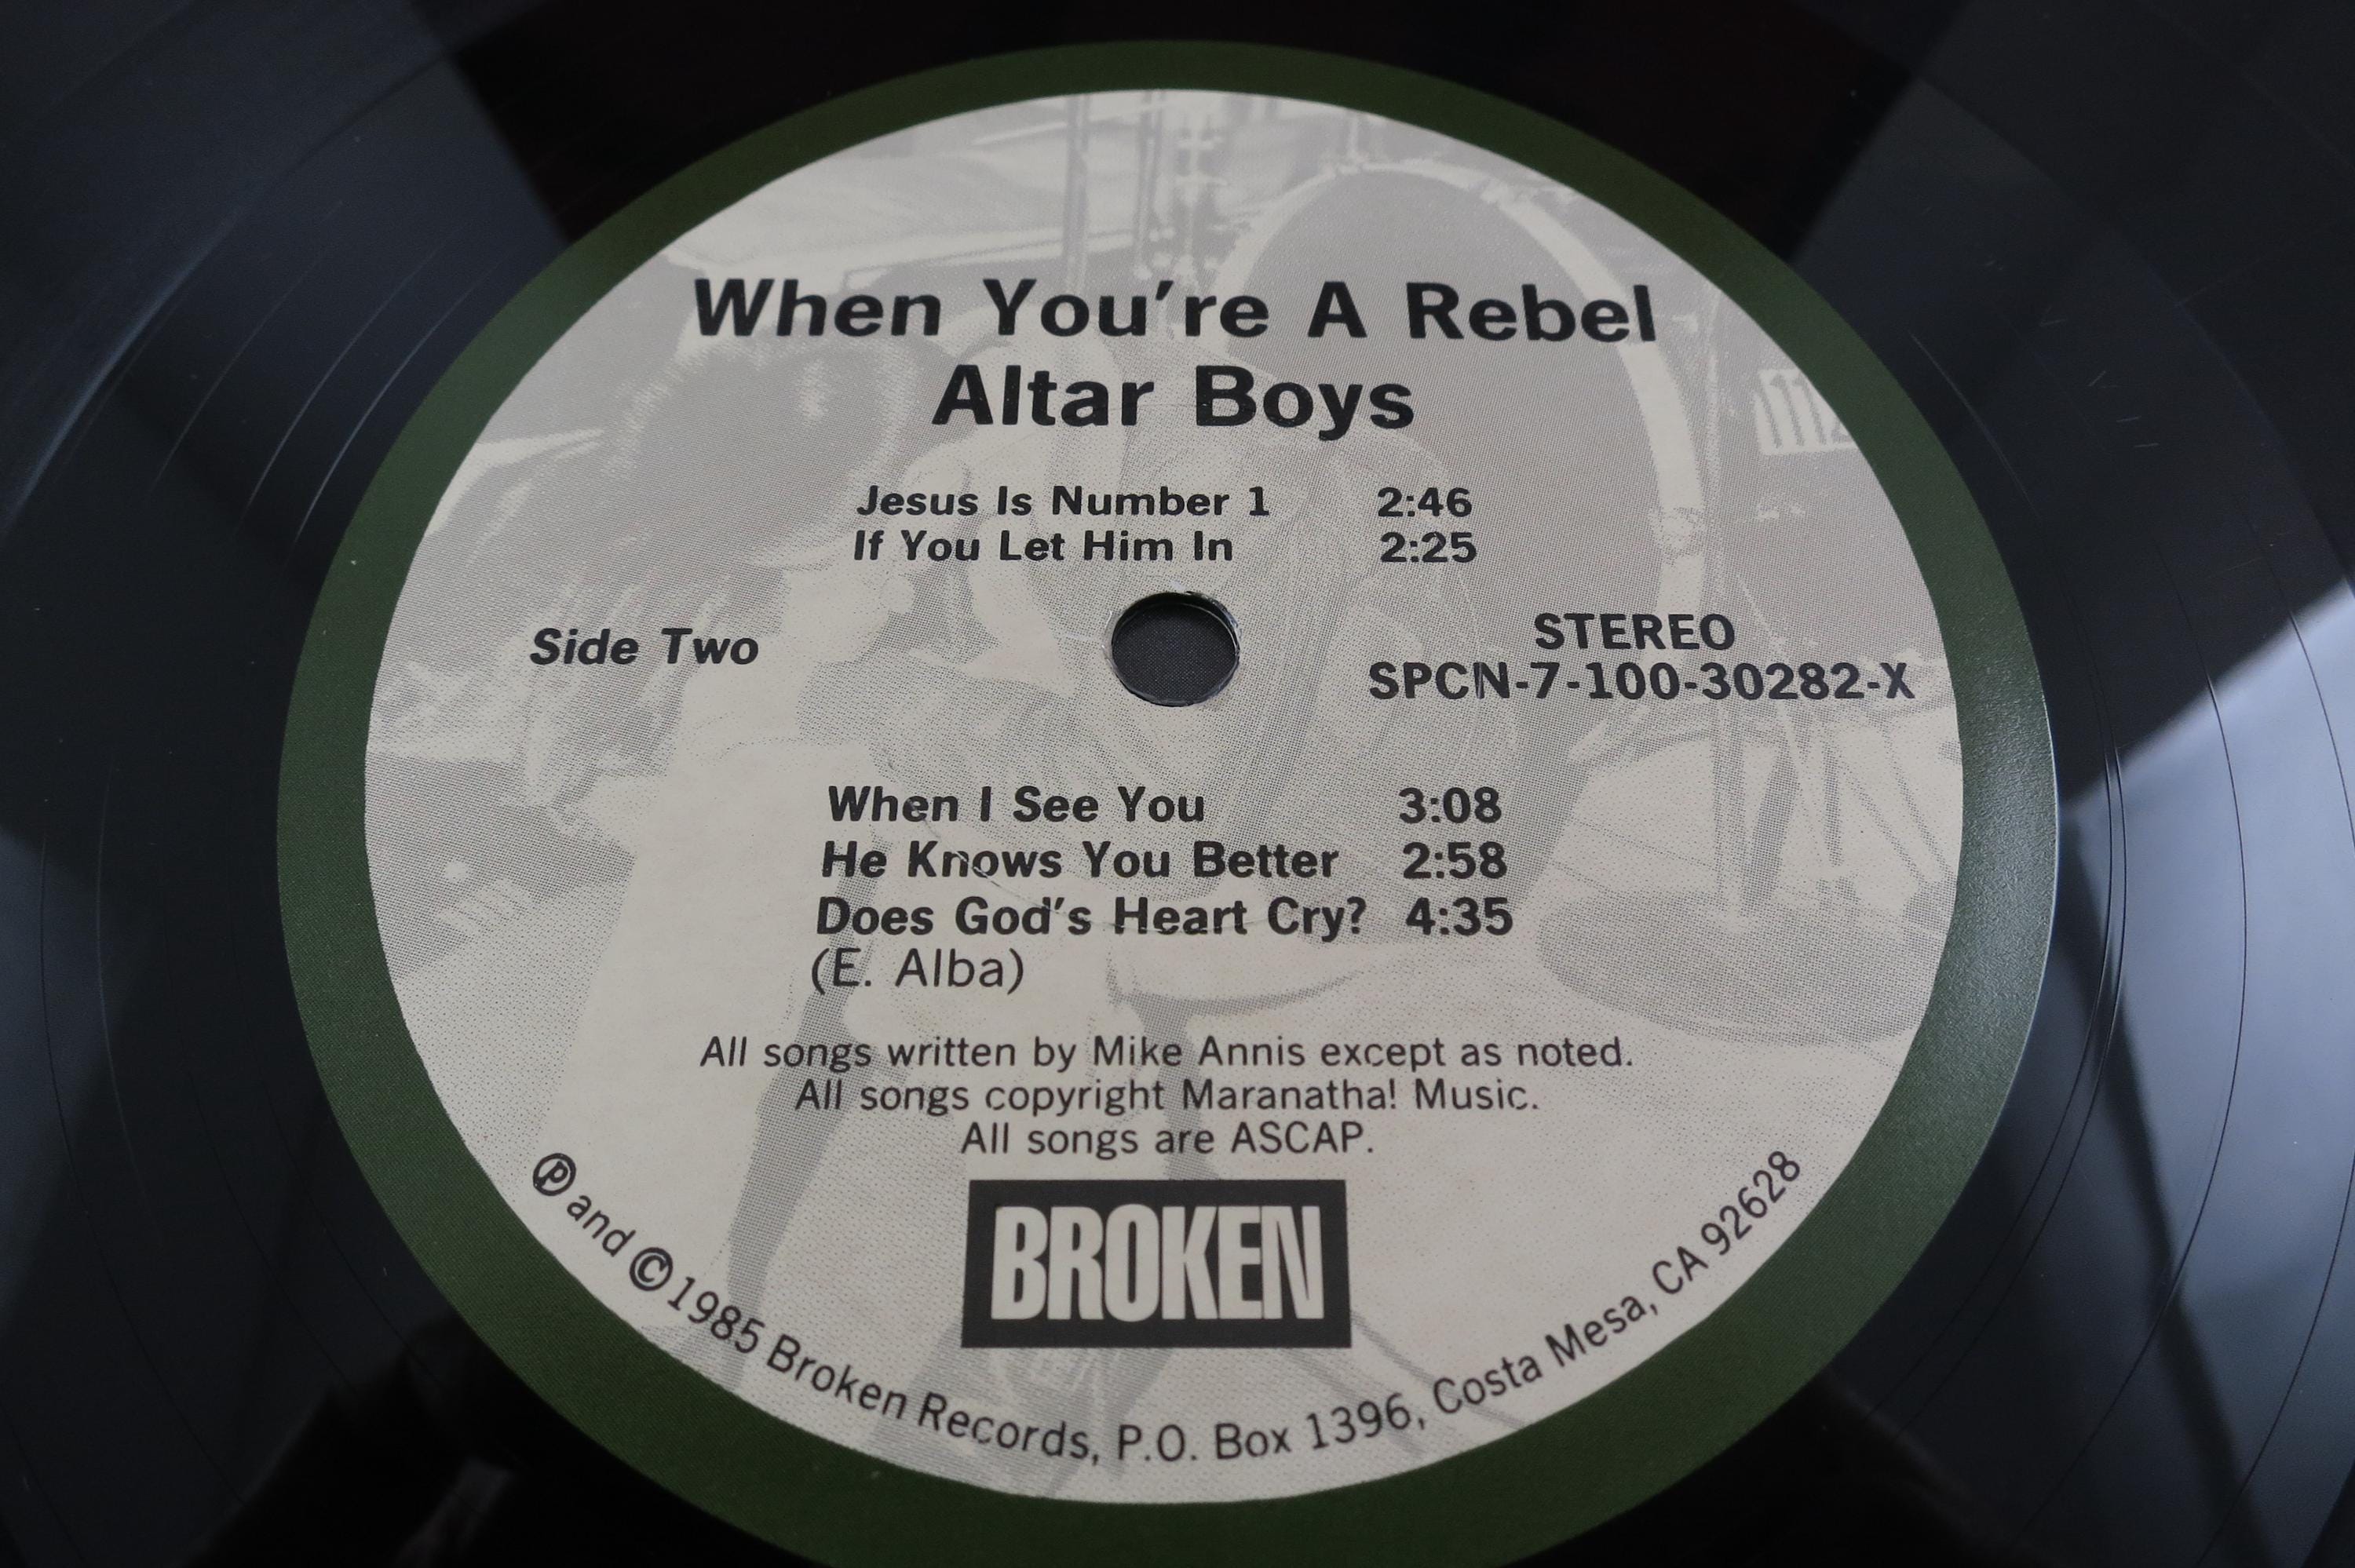 When You're A Rebel
Altar Boys
Jesus Is Number 1 2:46
If You Let Him In 2:25
Side Two
STEREO
SPCN-7-100-30282-X
When I See You 3:08
He Knows You Better 2:58
Does God's Heart Cry? 4:35
(E. Alba)
All songs written by Mike Annis except as noted.
All songs copyright Maranatha! Music.
All songs are ASCAP.
BROKEN
℗ and © 1985 Broken Records, P.O. Box 1396, Costa Mesa, CA 92628